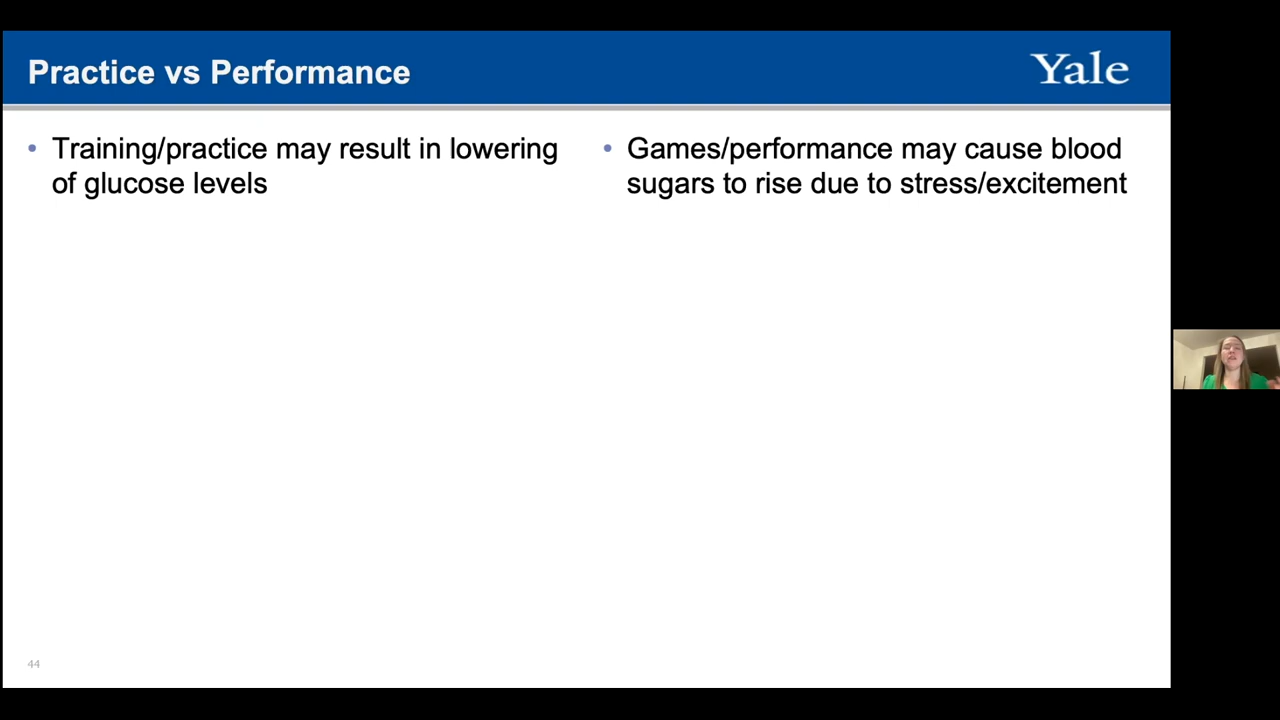 Practice vs Performance
Yale
• Training/practice may result in lowering
of glucose levels
• Games/performance may cause blood
sugars to rise due to stress/excitement
44